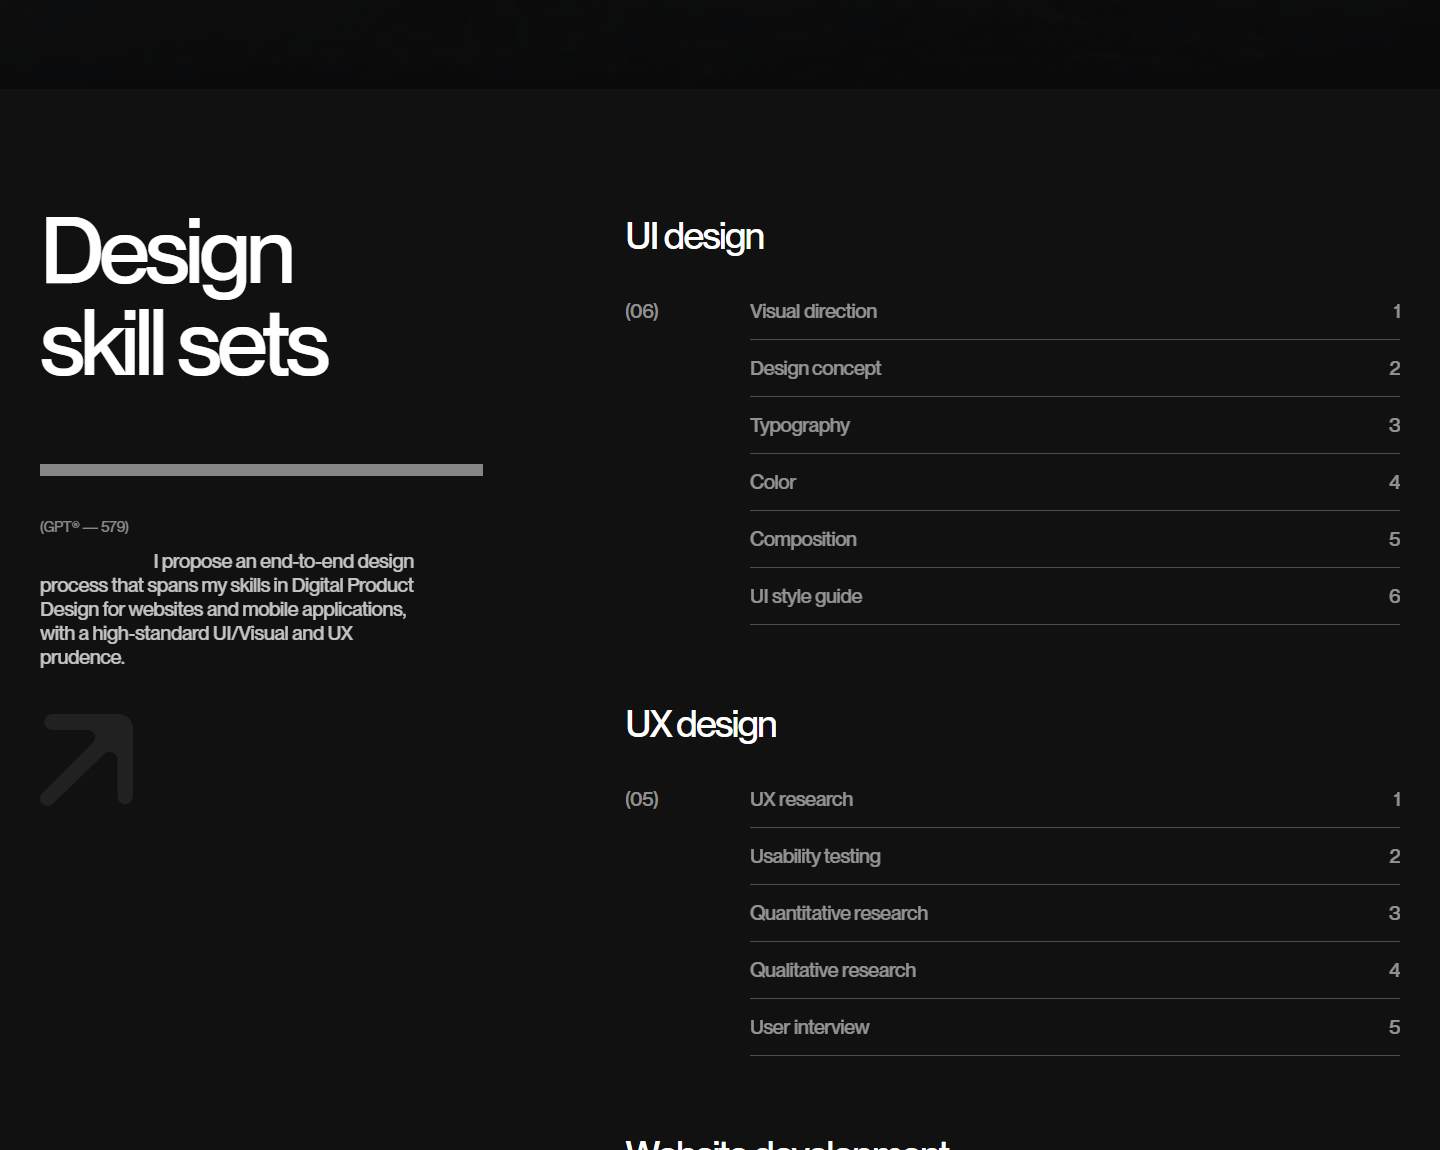 Design
skill sets
(GPT® — 579)
I propose an end-to-end design
process that spans my skills in Digital Product
Design for websites and mobile applications,
with a high-standard UI/Visual and UX
prudence.
UI design
(06)
Visual direction 1
Design concept 2
Typography 3
Color 4
Composition 5
UI style guide 6
UX design
(05)
UX research 1
Usability testing 2
Quantitative research 3
Qualitative research 4
User interview 5
Website development